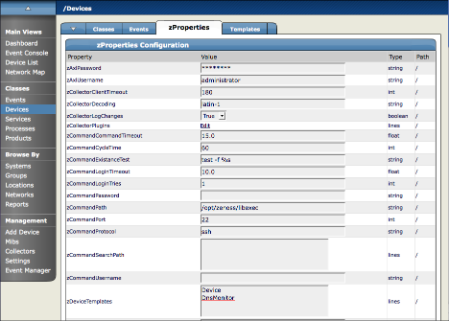 /Devices
Classes
Events
zProperties
Templates
Main Views
Dashboard
Event Console
Device List
Network Map
Classes
Events
Devices
Services
Processes
Products
Browse By
Systems
Groups
Locations
Networks
Reports
Management
Add Device
Mibs
Collectors
Settings
Event Manager
zProperties Configuration
Property Value Type Path
zAxlPassword ******** string /
zAxlUsername administrator string /
zCollectorClientTimeout 180 int /
zCollectorDecoding latin-1 string /
zCollectorLogChanges True boolean /
zCollectorPlugins Edit lines /
zCommandCommandTimeout 15.0 float /
zCommandCycleTime 60 int /
zCommandExistanceTest test -f %s string /
zCommandLoginTimeout 10.0 float /
zCommandLoginTries 1 int /
zCommandPassword string /
zCommandPath /opt/zenoss/libexec string /
zCommandPort 22 int /
zCommandProtocol ssh string /
zCommandSearchPath lines /
zCommandUsername string /
zDeviceTemplates Device lines /
DnsMonitor